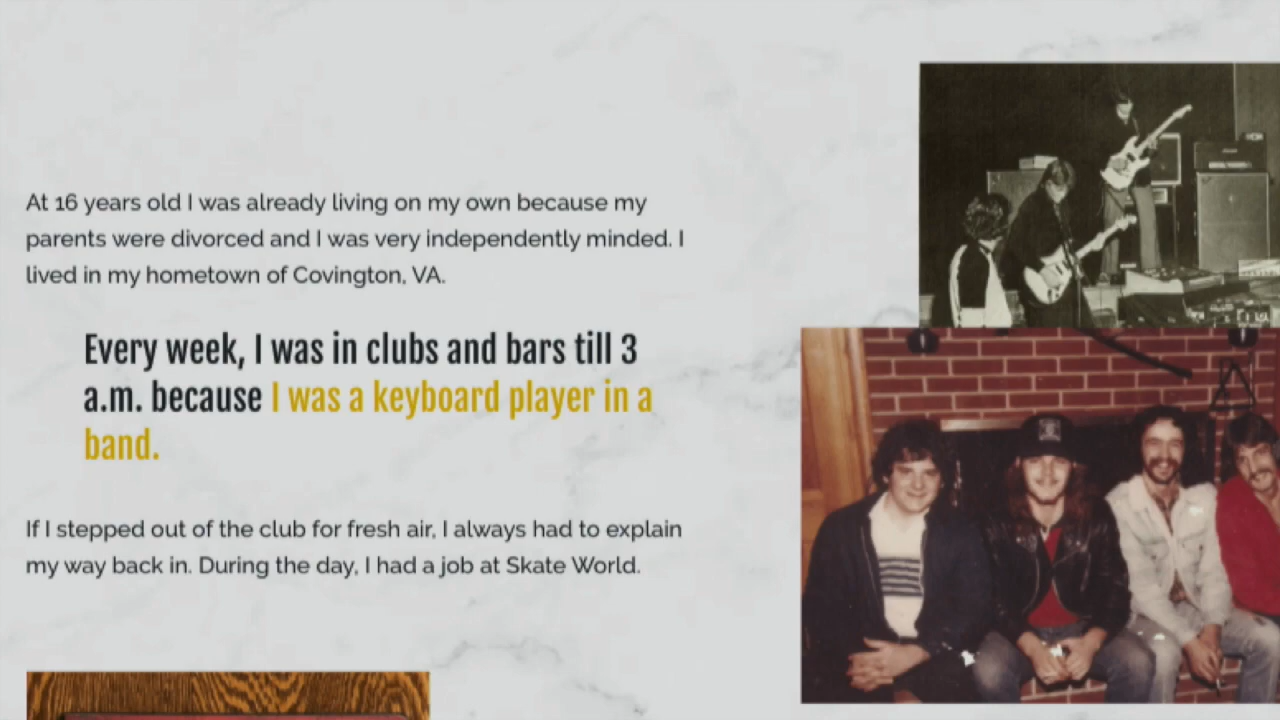 At 16 years old I was already living on my own because my
parents were divorced and I was very independently minded. I
lived in my hometown of Covington, VA.
Every week, I was in clubs and bars till 3
a.m. because I was a keyboard player in a
band.
If I stepped out of the club for fresh air, I always had to explain
my way back in. During the day, I had a job at Skate World.